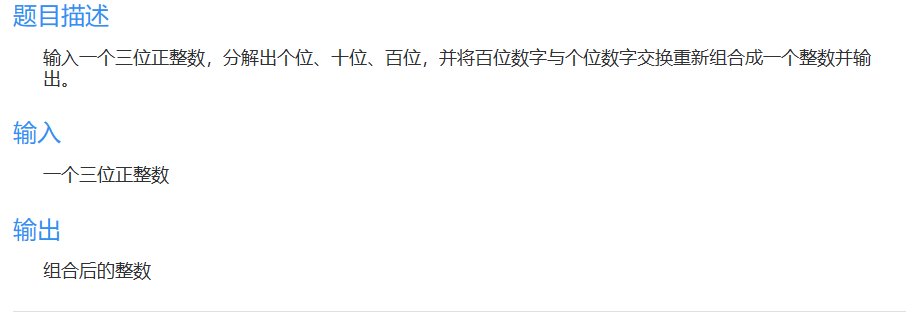 题目描述
输入一个三位正整数，分解出个位、十位、百位，并将百位数字与个位数字交换重新组合成一个整数并输
出。
输入
一个三位正整数
输出
组合后的整数